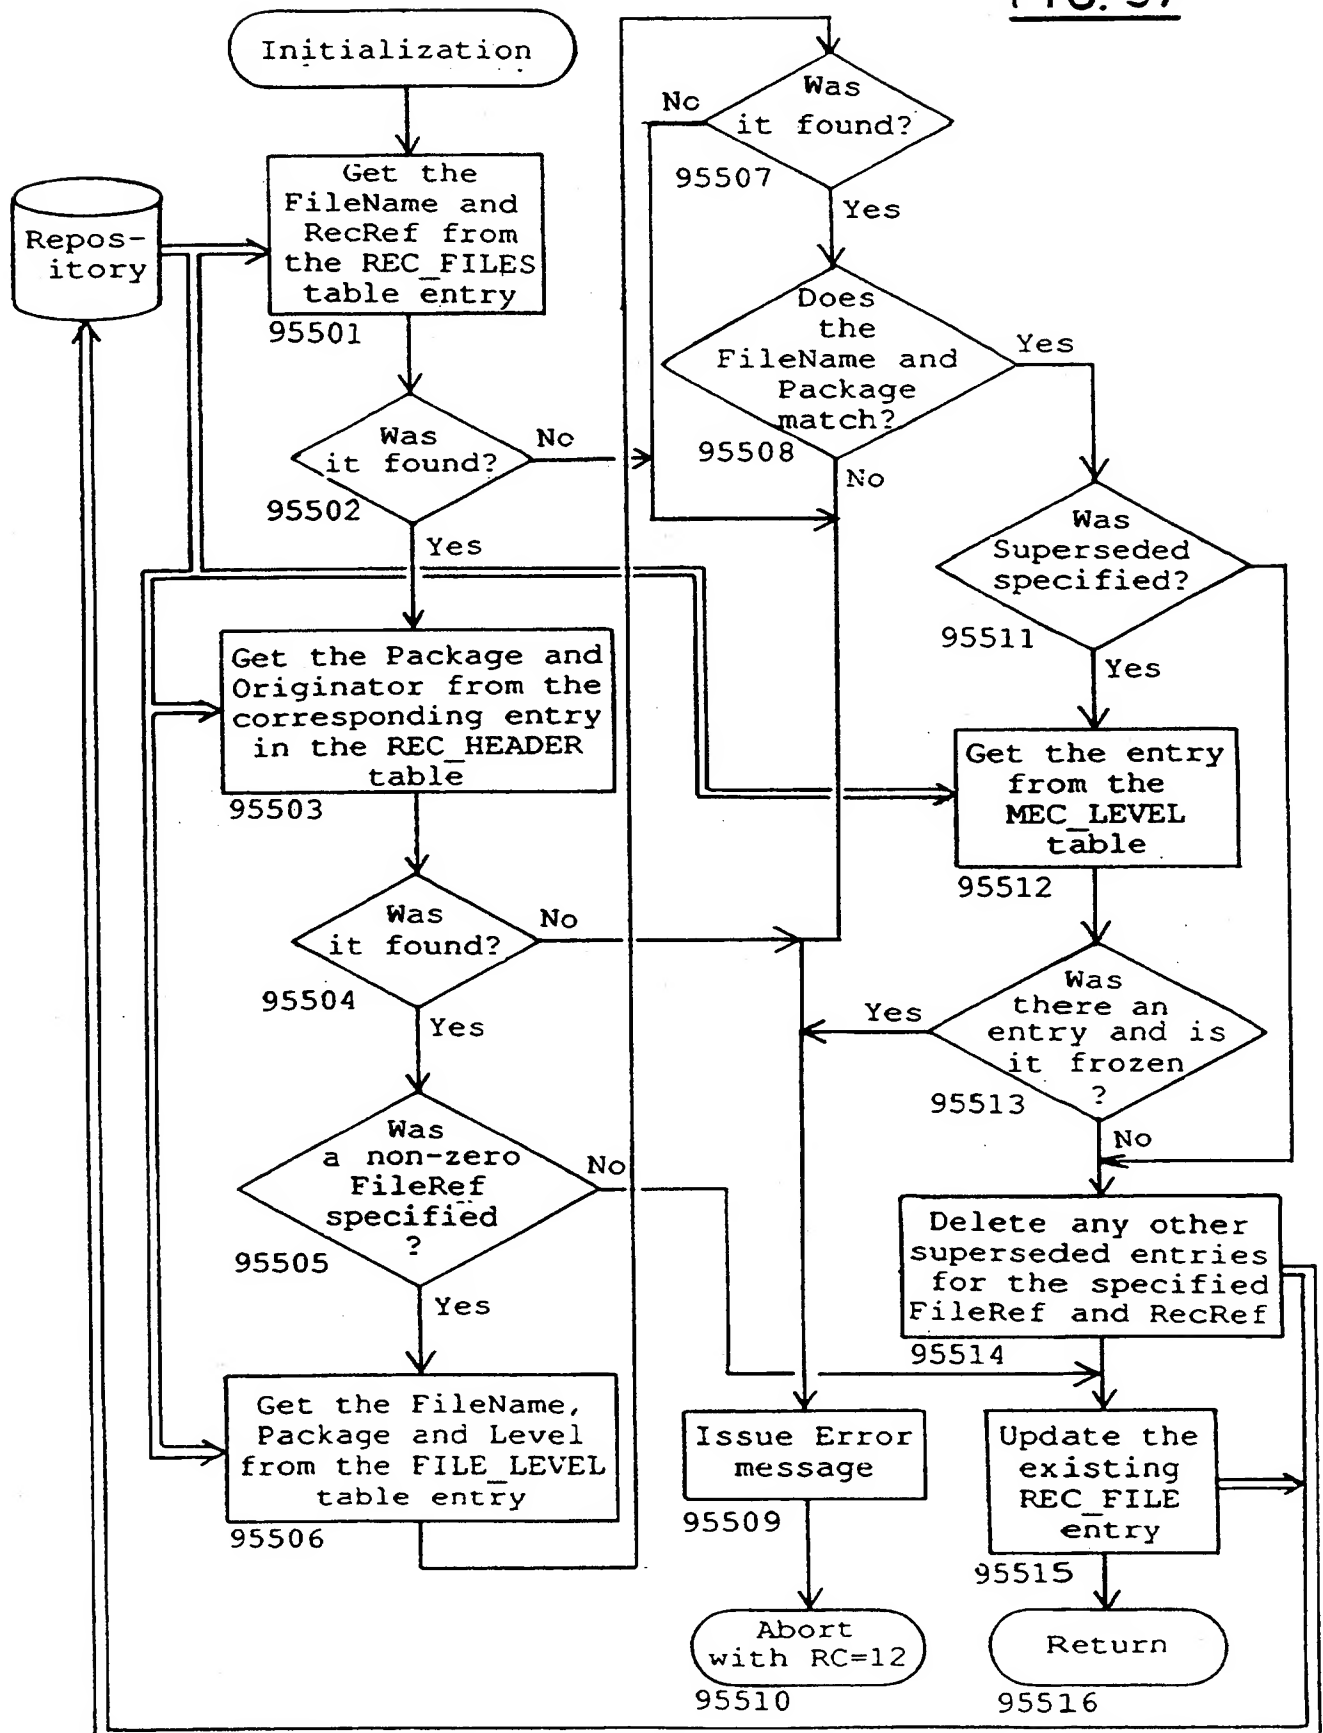 FIG. 57
Initialization
Repos-
itory
Get the
FileName and
RecRef from
the REC_FILES
table entry
95501
Was
it found?
No
95502
Yes
Get the Package and
Originator from the
corresponding entry
in the REC_HEADER
table
95503
Was
it found?
No
95504
Yes
Was
a non-zero
FileRef
specified
?
No
95505
Yes
Get the FileName,
Package and Level
from the FILE_LEVEL
table entry
95506
Was
it found?
No
95507
Yes
Does
the
FileName and
Package
match?
Yes
95508
No
Was
Superseded
specified?
95511
Yes
Get the entry
from the
MEC_LEVEL
table
95512
Was
there an
entry and is
it frozen
?
Yes
95513
No
Delete any other
superseded entries
for the specified
FileRef and RecRef
95514
Issue Error
message
95509
Update the
existing
REC_FILE
entry
95515
Abort
with RC=12
95510
Return
95516